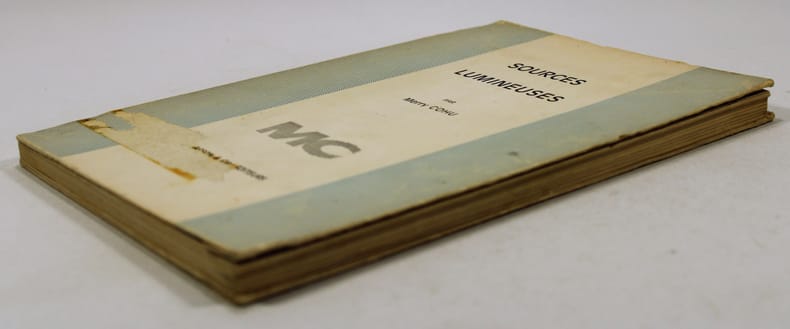 SOURCES
LUMINEUSES
PAR
Merry COHU
MC